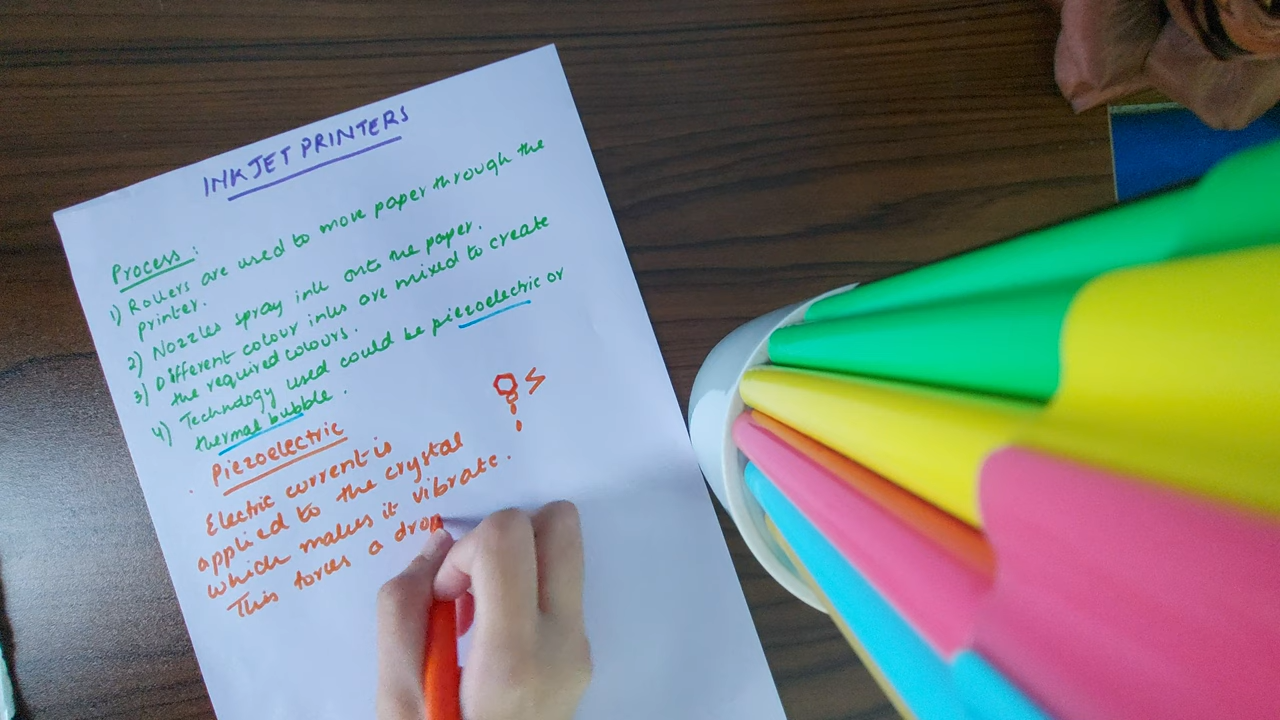 INKJET PRINTERS
Process:
1) Rollers are used to move paper through the
printer.
2) Nozzles spray ink onto the paper.
3) Different colour inks are mixed to create
the required colours.
4) Technology used could be piezoelectric or
thermal bubble.
Piezoelectric
Electric current is
applied to the crystal
which makes it vibrate.
This forces a drop